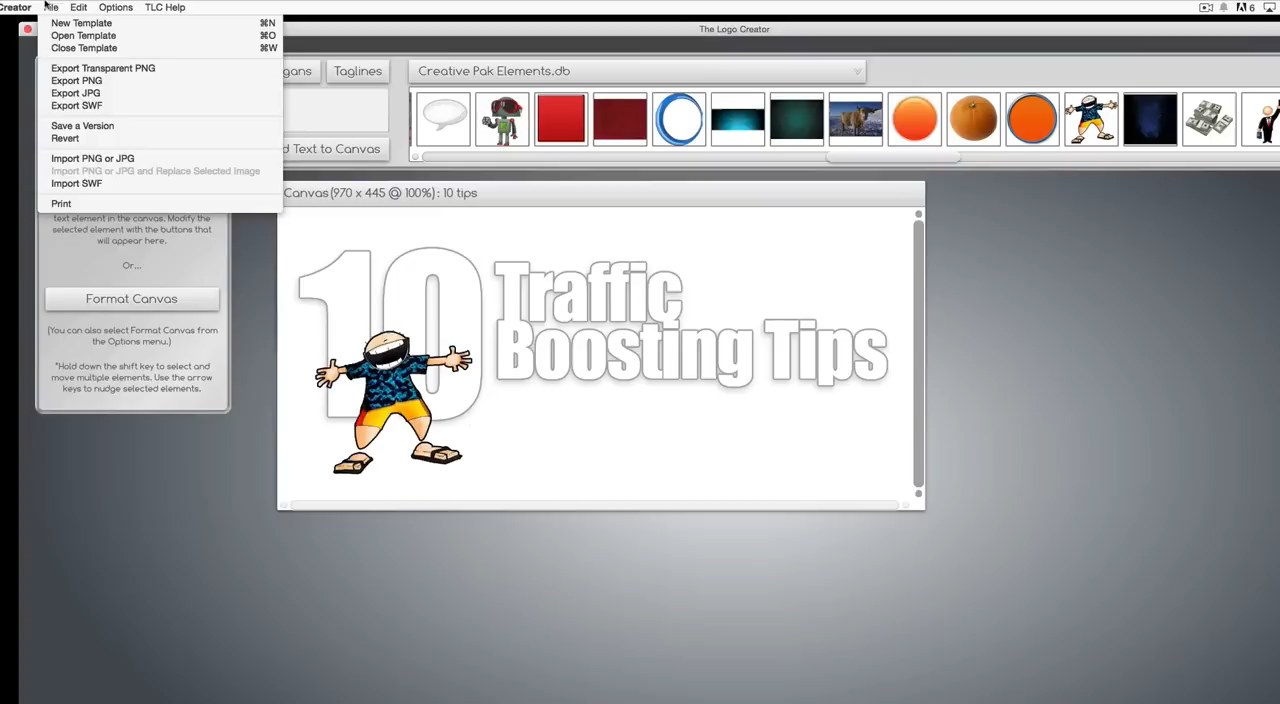 Creator File Edit Options TLC Help 6
The Logo Creator
New Template ⌘N
Open Template ⌘O
Close Template ⌘W
Export Transparent PNG
Export PNG
Export JPG
Export SWF
Save a Version
Revert
Import PNG or JPG
Import PNG or JPG and Replace Selected Image
Import SWF
Print
gans Taglines Creative Pak Elements.db
d Text to Canvas
Canvas(970 x 445 @ 100%): 10 tips
text element in the canvas. Modify the
selected element with the buttons that
will appear here.
Or...
Format Canvas
(You can also select Format Canvas from
the Options menu.)
*Hold down the shift key to select and
move multiple elements. Use the arrow
keys to nudge selected elements.
10 Traffic
Boosting Tips